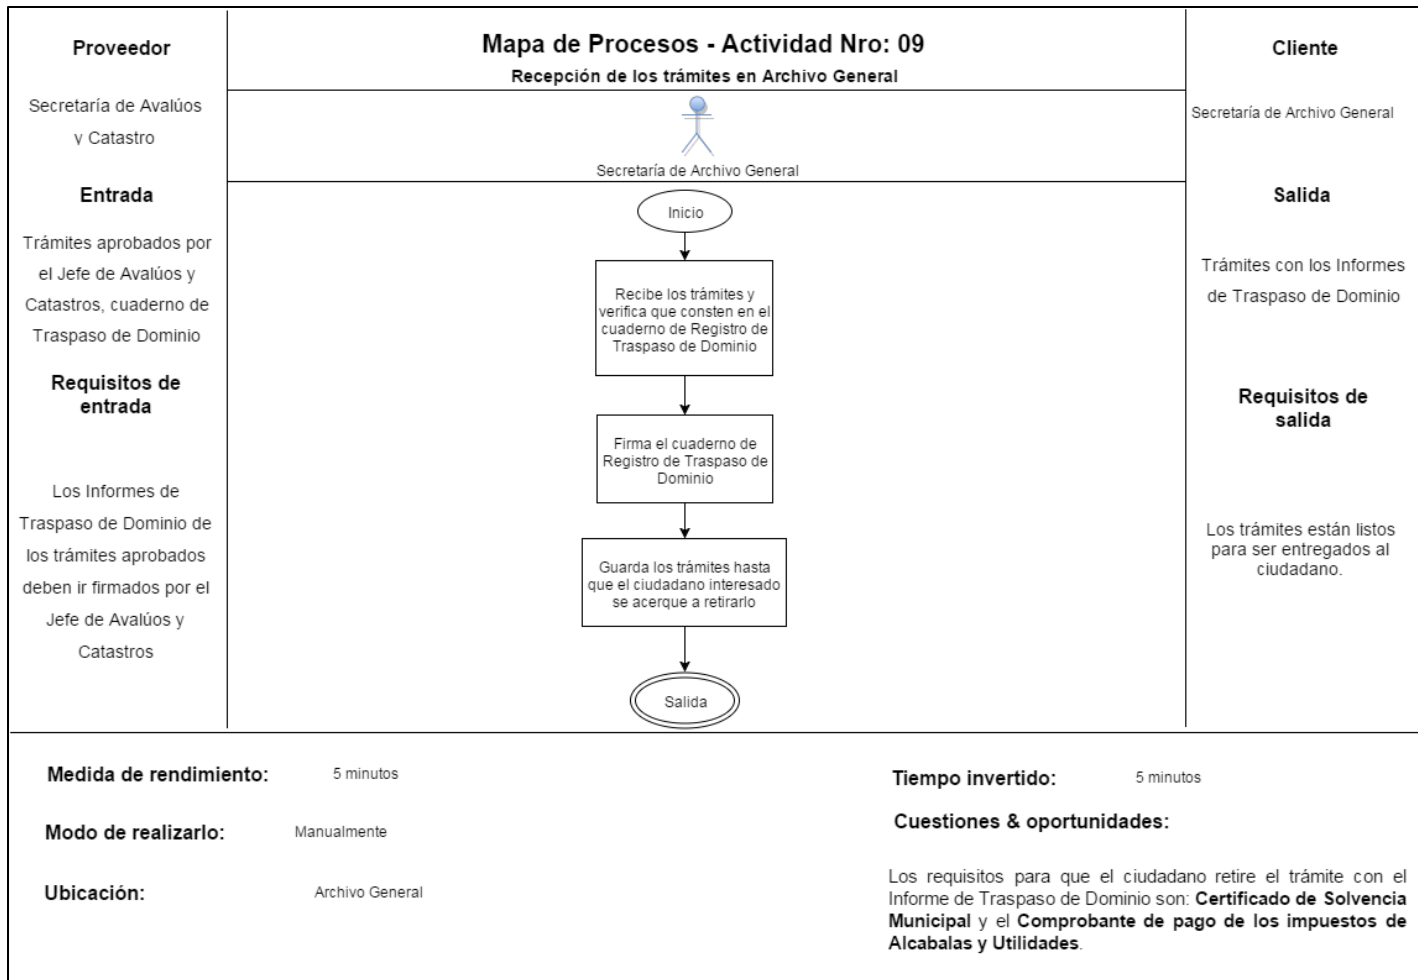 Proveedor
Secretaría de Avalúos
y Catastro
Entrada
Trámites aprobados por
el Jefe de Avalúos y
Catastros, cuaderno de
Traspaso de Dominio
Requisitos de
entrada
Los Informes de
Traspaso de Dominio de
los trámites aprobados
deben ir firmados por el
Jefe de Avalúos y
Catastros
Mapa de Procesos - Actividad Nro: 09
Recepción de los trámites en Archivo General
Secretaría de Archivo General
Inicio
Recibe los trámites y
verifica que consten en el
cuaderno de Registro de
Traspaso de Dominio
Firma el cuaderno de
Registro de Traspaso de
Dominio
Guarda los trámites hasta
que el ciudadano interesado
se acerque a retirarlo
Salida
Cliente
Secretaría de Archivo General
Salida
Trámites con los Informes
de Traspaso de Dominio
Requisitos de
salida
Los trámites están listos
para ser entregados al
ciudadano.
Medida de rendimiento: 5 minutos
Modo de realizarlo: Manualmente
Ubicación: Archivo General
Tiempo invertido: 5 minutos
Cuestiones & oportunidades:
Los requisitos para que el ciudadano retire el trámite con el
Informe de Traspaso de Dominio son: Certificado de Solvencia
Municipal y el Comprobante de pago de los impuestos de
Alcabalas y Utilidades.